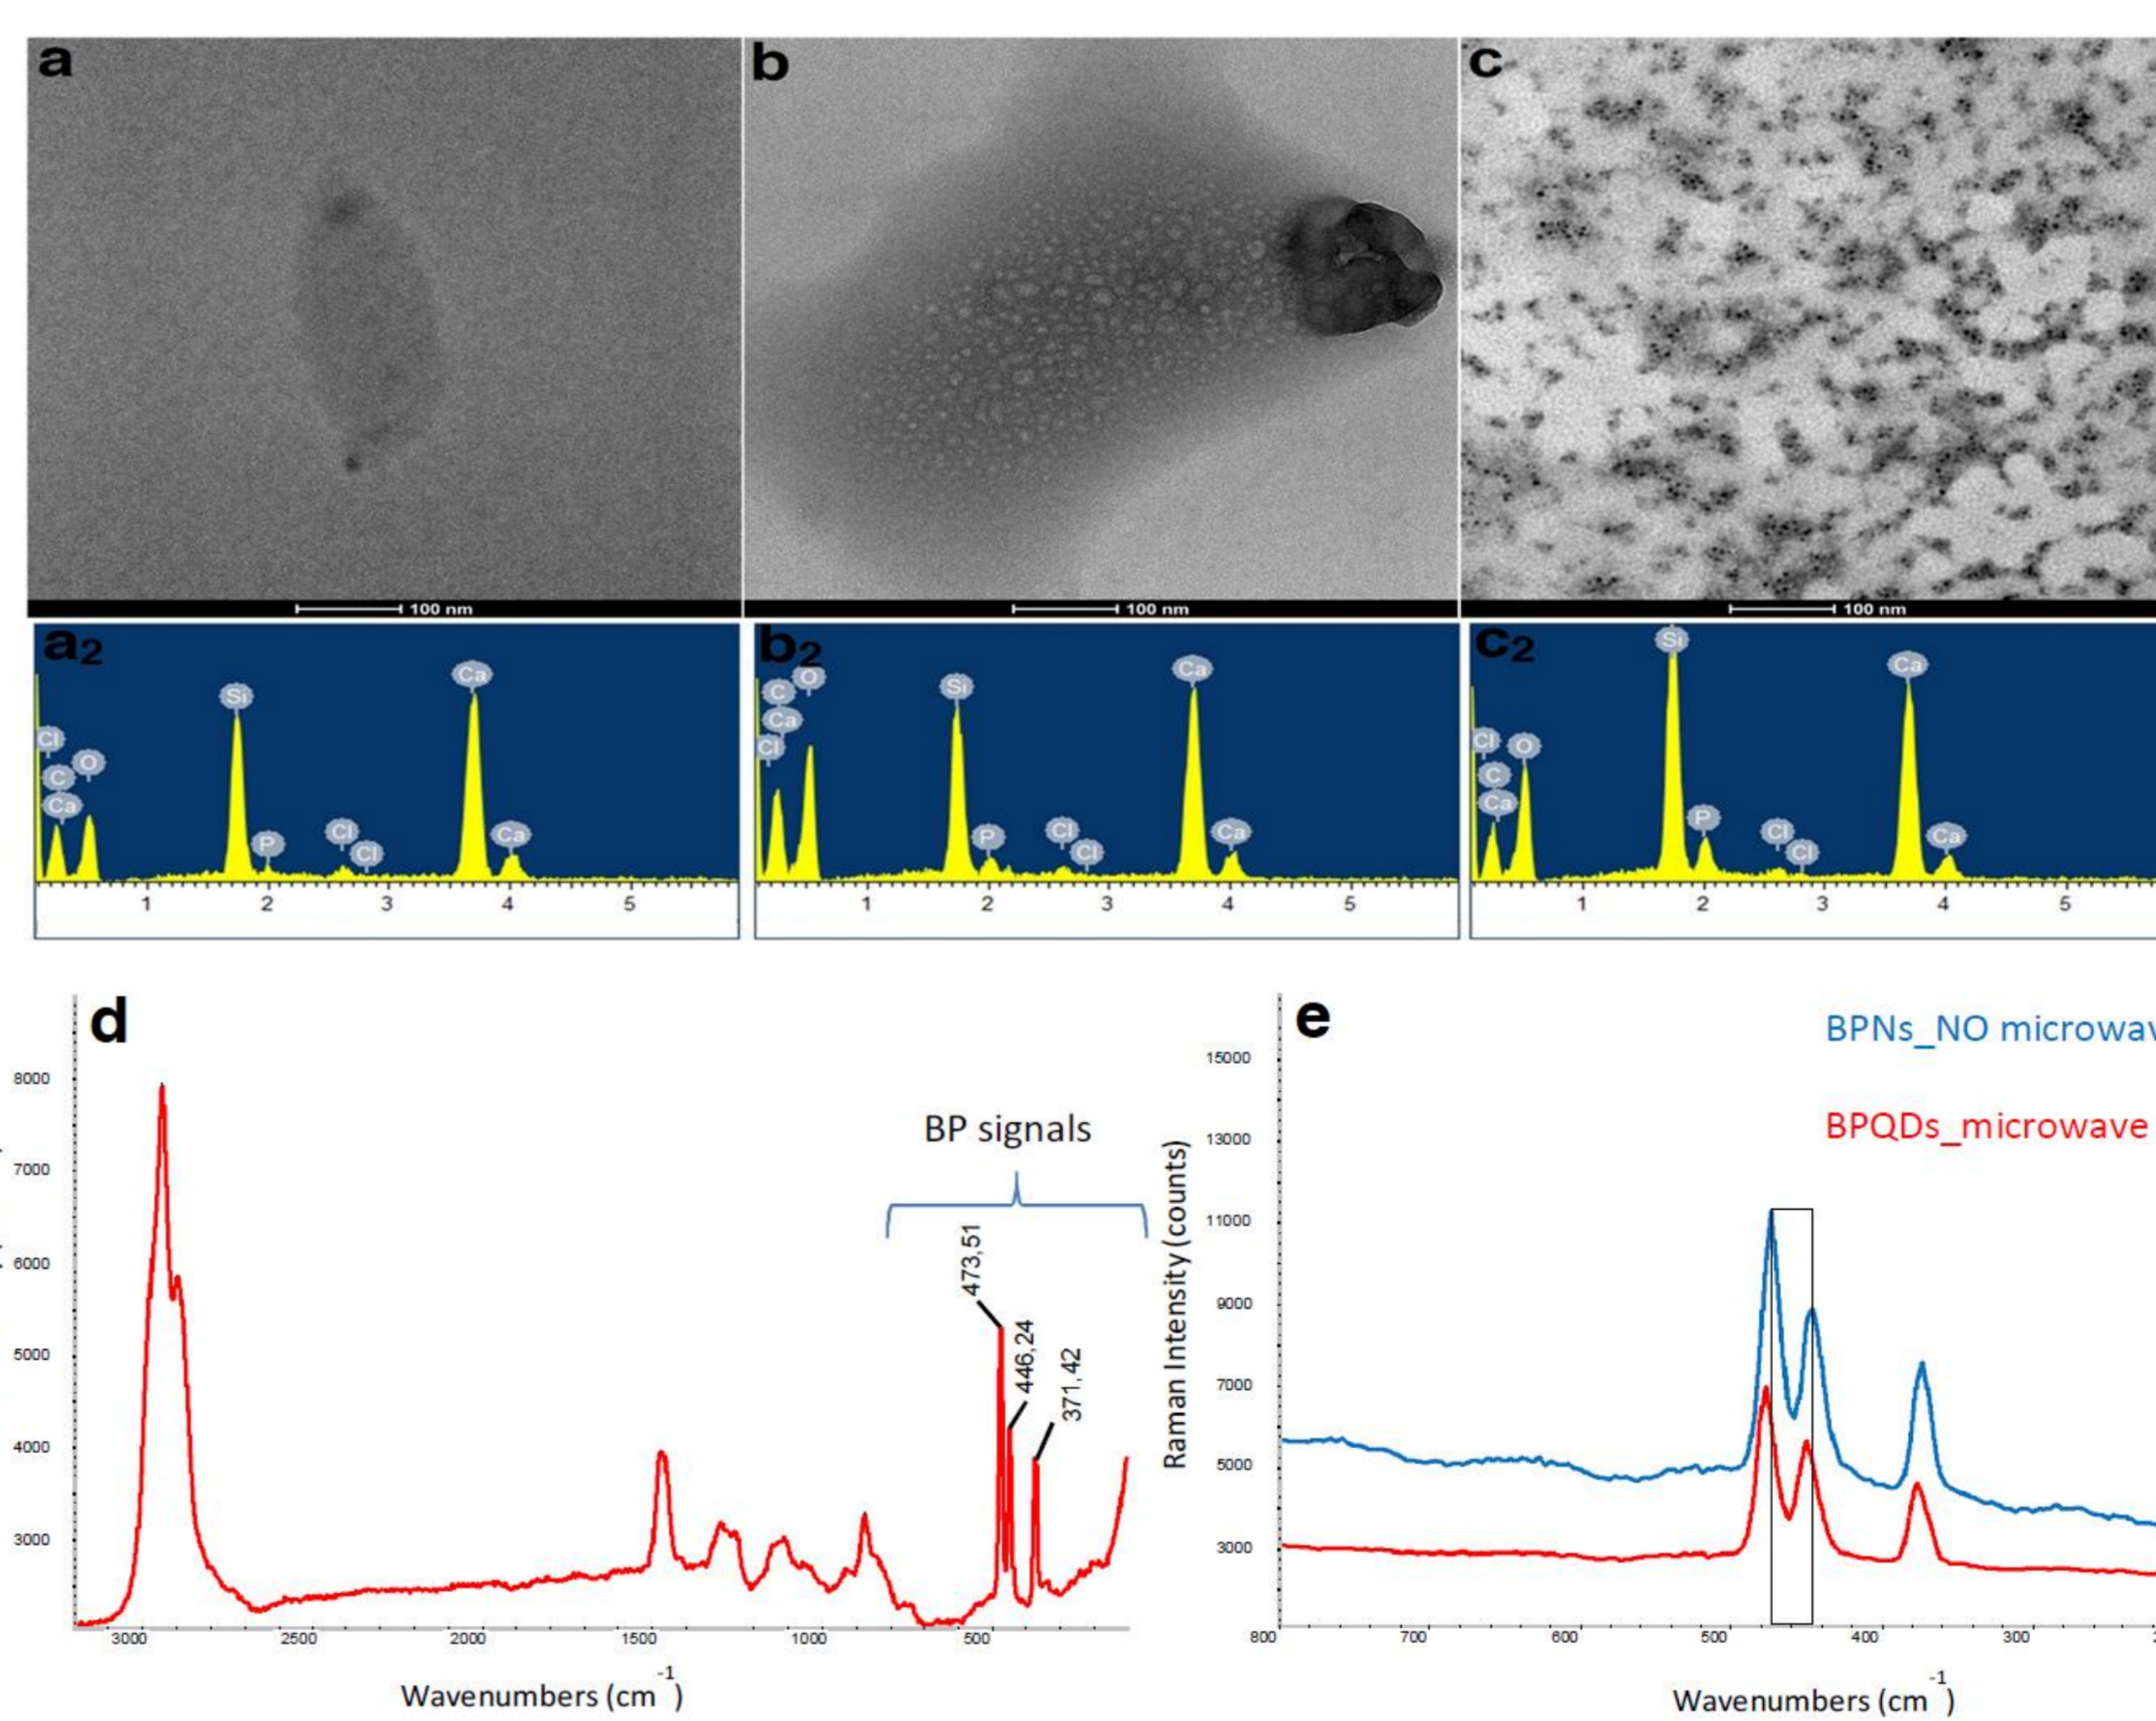 a
b
c
100 nm
100 nm
100 nm
a2
Cl
C
Ca
O
Si
P
Cl
Cl
Ca
Ca
1 2 3 4 5
b2
C
O
Ca
Cl
Si
P
Cl
Cl
Ca
Ca
1 2 3 4 5
c2
Cl
C
Ca
O
Si
P
Cl
Cl
Ca
Ca
1 2 3 4 5
d
8000
7000
6000
5000
4000
3000
BP signals
473,51
446,24
371,42
3000 2500 2000 1500 1000 500
Wavenumbers (cm-1)
e
BPNs_NO microwav
BPQDs_microwave
Raman Intensity (counts)
15000
13000
11000
9000
7000
5000
3000
800 700 600 500 400 300
Wavenumbers (cm-1)